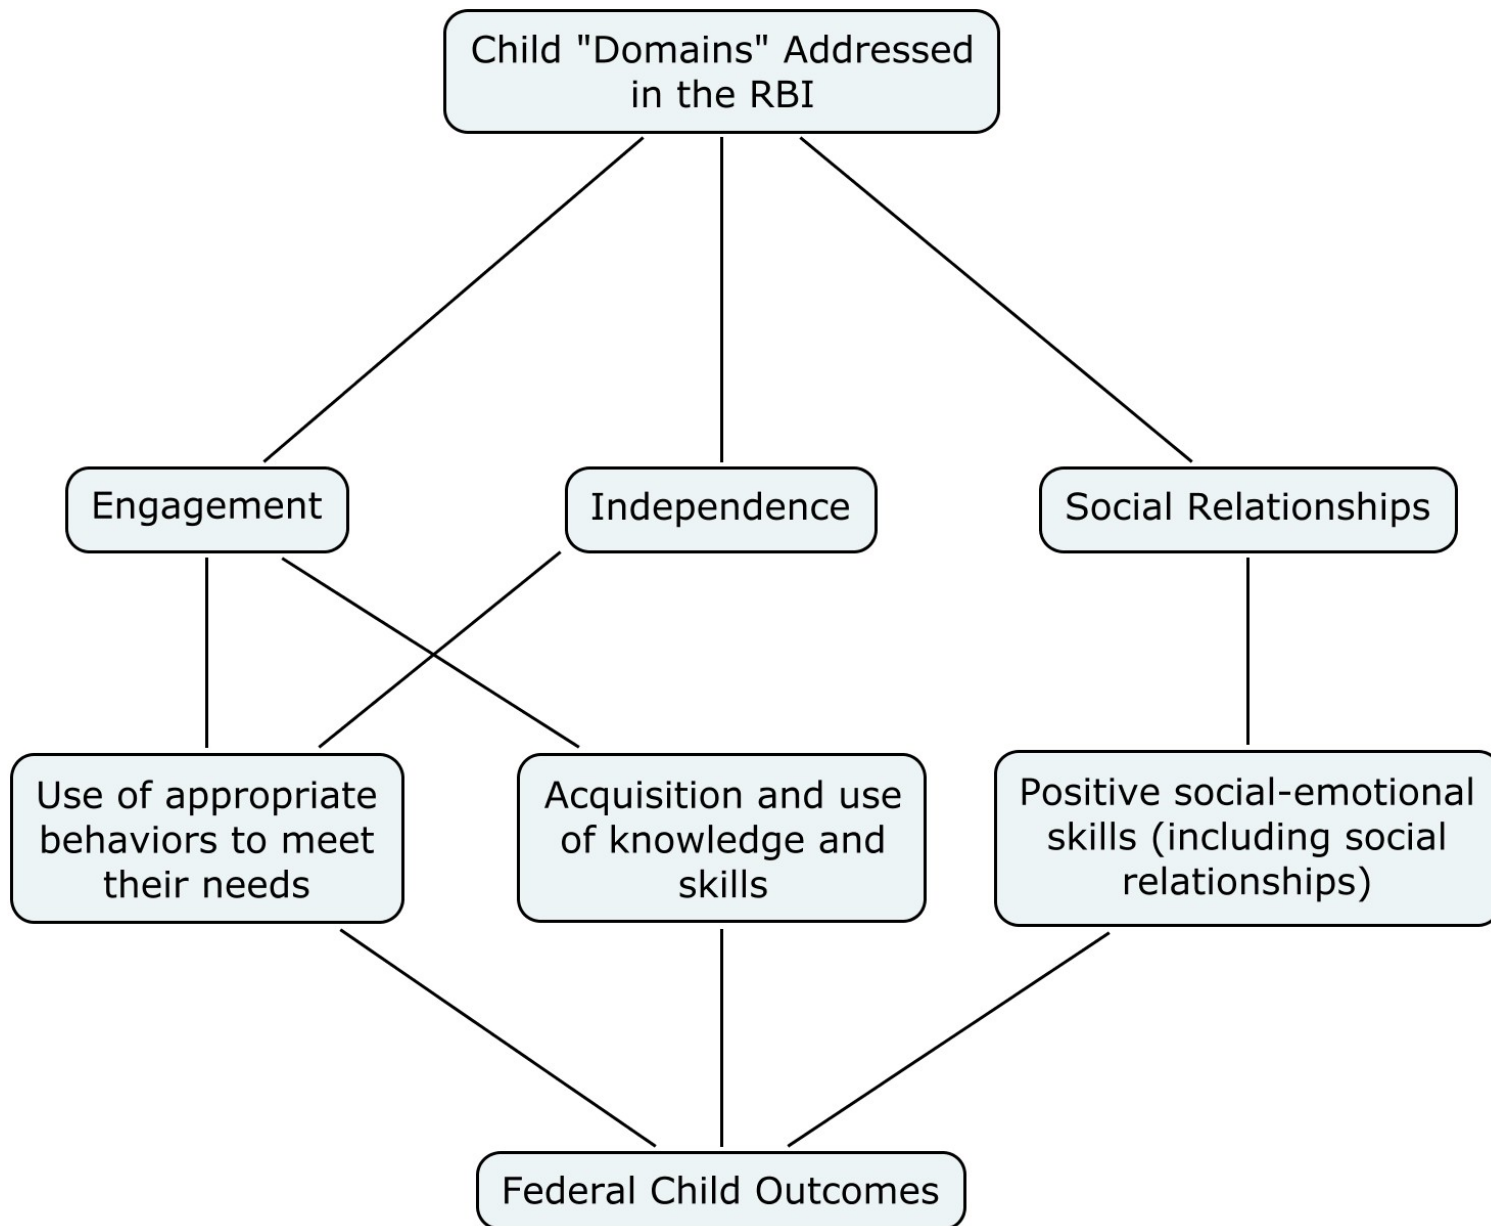 Child "Domains" Addressed
in the RBI
Engagement
Independence
Social Relationships
Use of appropriate
behaviors to meet
their needs
Acquisition and use
of knowledge and
skills
Positive social-emotional
skills (including social
relationships)
Federal Child Outcomes